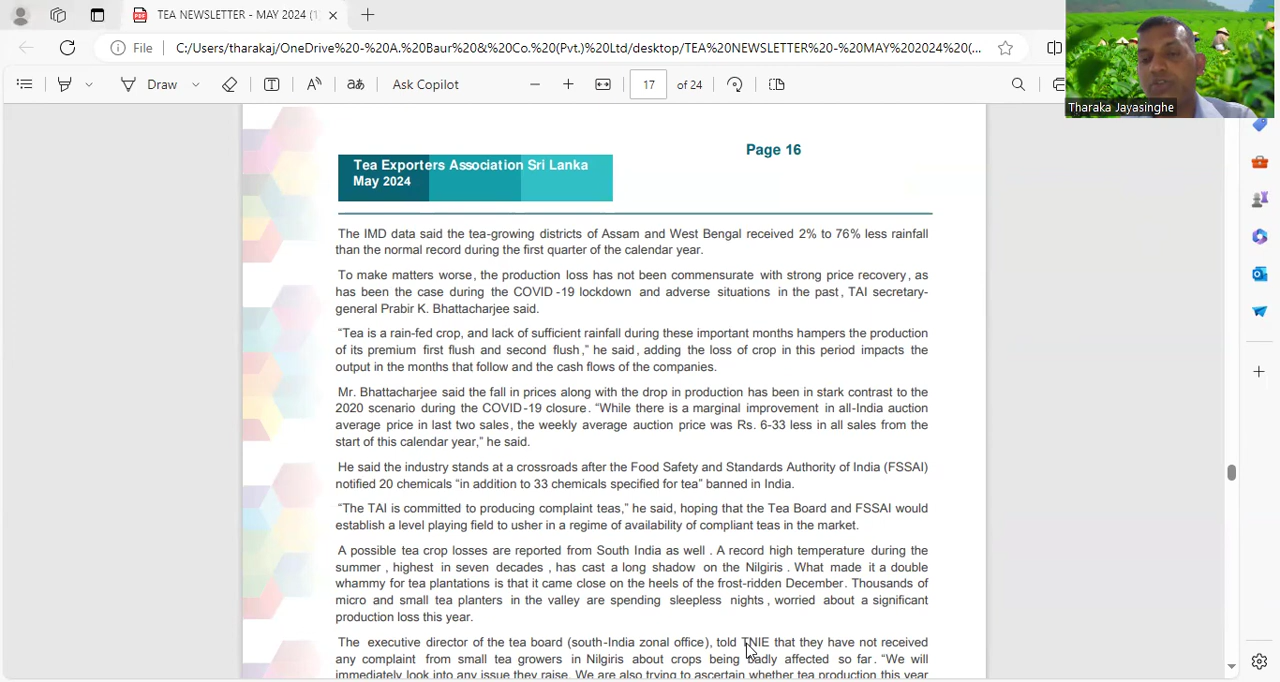 TEA NEWSLETTER - MAY 2024 (1
File
C:/Users/tharakaj/OneDrive%20-%20A.%20Baur%20&%20Co.%20(Pvt.)%20Ltd/desktop/TEA%20NEWSLETTER%20-%20MAY%202024%20(...
Draw
Ask Copilot
17
of 24
Tharaka Jayasinghe
Page 16
Tea Exporters Association Sri Lanka
May 2024
The IMD data said the tea-growing districts of Assam and West Bengal received 2% to 76% less rainfall
than the normal record during the first quarter of the calendar year.
To make matters worse, the production loss has not been commensurate with strong price recovery, as
has been the case during the COVID -19 lockdown and adverse situations in the past, TAI secretary-
general Prabir K. Bhattacharjee said.
“Tea is a rain-fed crop, and lack of sufficient rainfall during these important months hampers the production
of its premium first flush and second flush,” he said, adding the loss of crop in this period impacts the
output in the months that follow and the cash flows of the companies.
Mr. Bhattacharjee said the fall in prices along with the drop in production has been in stark contrast to the
2020 scenario during the COVID-19 closure. “While there is a marginal improvement in all-India auction
average price in last two sales, the weekly average auction price was Rs. 6-33 less in all sales from the
start of this calendar year,” he said.
He said the industry stands at a crossroads after the Food Safety and Standards Authority of India (FSSAI)
notified 20 chemicals “in addition to 33 chemicals specified for tea” banned in India.
“The TAI is committed to producing complaint teas,” he said, hoping that the Tea Board and FSSAI would
establish a level playing field to usher in a regime of availability of compliant teas in the market.
A possible tea crop losses are reported from South India as well . A record high temperature during the
summer , highest in seven decades , has cast a long shadow on the Nilgiris . What made it a double
whammy for tea plantations is that it came close on the heels of the frost-ridden December. Thousands of
micro and small tea planters in the valley are spending sleepless nights , worried about a significant
production loss this year.
The executive director of the tea board (south-India zonal office), told TNIE that they have not received
any complaint from small tea growers in Nilgiris about crops being badly affected so far. “We will
immediately look into any issue they raise. We are also trying to ascertain whether tea production this year